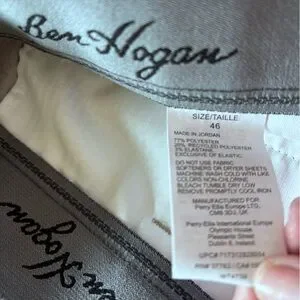 Ben Hogan
SIZE/TAILLE
46
MADE IN JORDAN
77% POLYESTER
20% RECYCLED POLYESTER
3% ELASTANE
EXCLUSIVE OF ELASTIC
DO NOT USE FABRIC
SOFTENERS OR DRYER SHEETS,
MACHINE WASH COLD WITH LIKE
COLORS NON-CHLORINE
BLEACH TUMBLE DRY LOW
REMOVE PROMPTLY COOL IRON
MANUFACTURED FOR
Perry Ellis EU LTD.
Perry Ellis International Europe
Olympic House
Pleasants Street
Dublin 8, Ireland
Ben Hogan